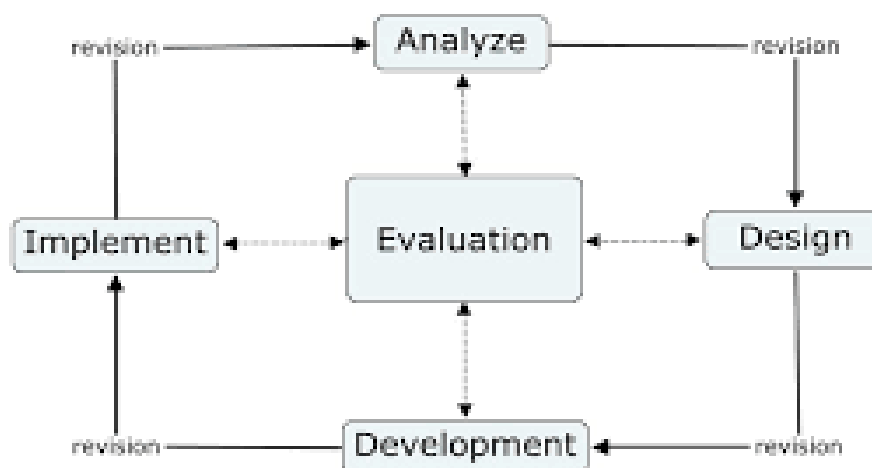 revision
Analyze
revision
Implement
Evaluation
Design
revision
Development
revision